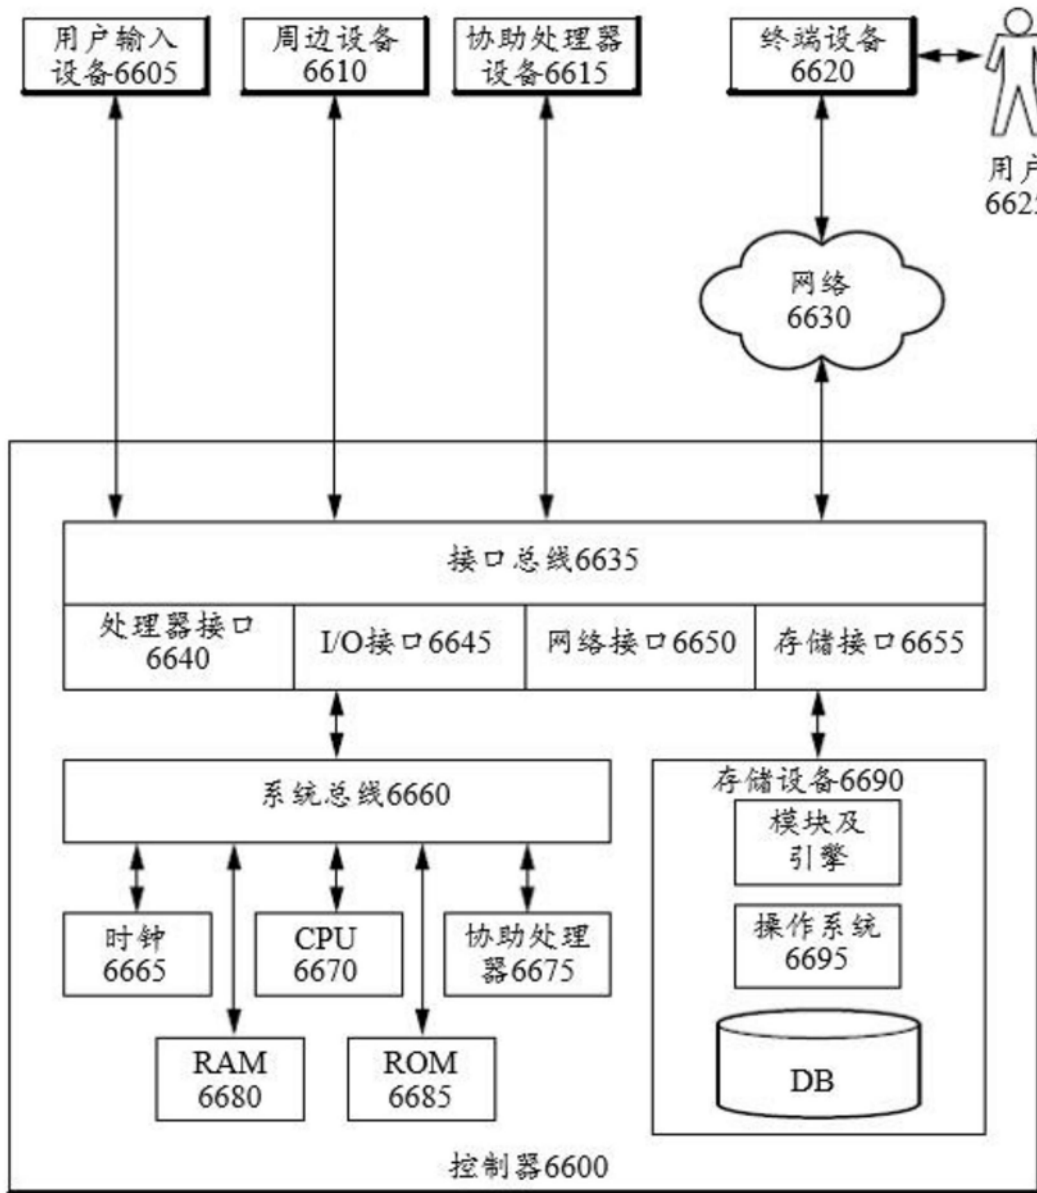 用户输入
设备6605
周边设备
6610
协助处理器
设备6615
终端设备
6620
用户
6625
网络
6630
接口总线6635
处理器接口
6640
I/O接口6645
网络接口6650
存储接口6655
系统总线6660
存储设备6690
模块及
引擎
时钟
6665
CPU
6670
协助处理
器6675
操作系统
6695
RAM
6680
ROM
6685
DB
控制器6600